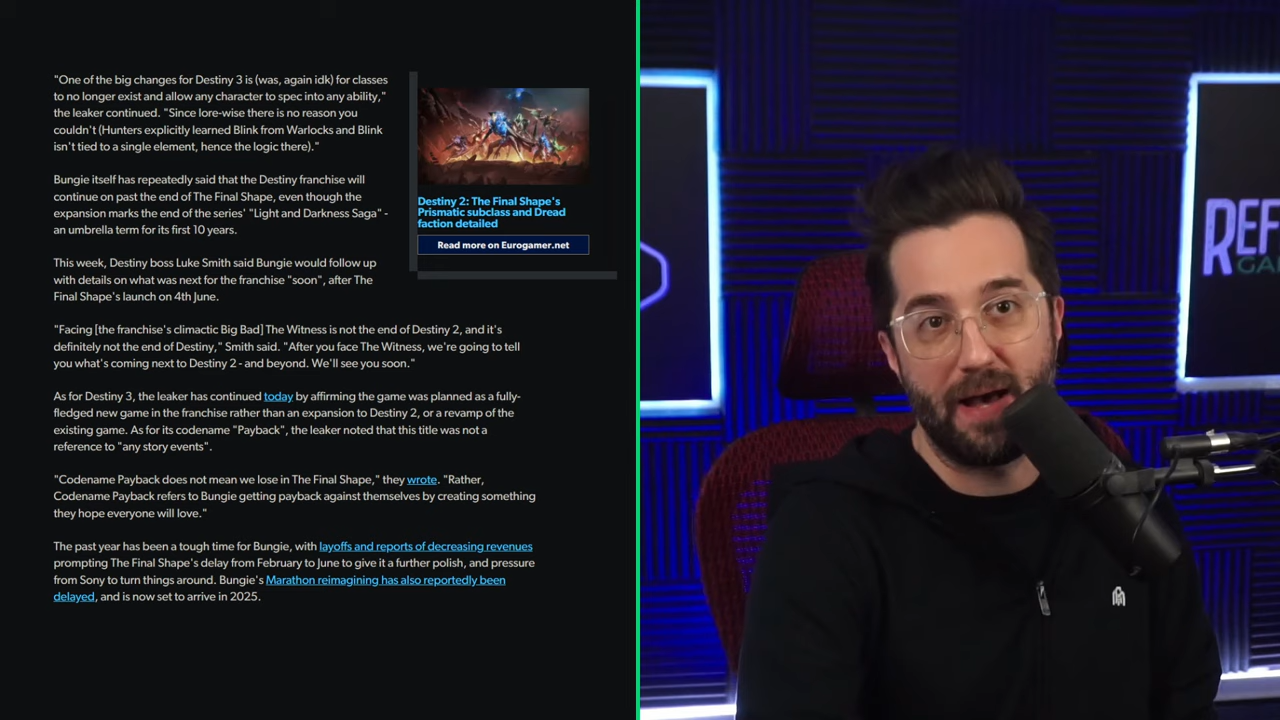 "One of the big changes for Destiny 3 is (was, again idk) for classes
to no longer exist and allow any character to spec into any ability,"
the leaker continued. "Since lore-wise there is no reason you
couldn't (Hunters explicitly learned Blink from Warlocks and Blink
isn't tied to a single element, hence the logic there)."
Bungie itself has repeatedly said that the Destiny franchise will
continue on past the end of The Final Shape, even though the
expansion marks the end of the series' "Light and Darkness Saga" -
an umbrella term for its first 10 years.
This week, Destiny boss Luke Smith said Bungie would follow up
with details on what was next for the franchise "soon", after The
Final Shape's launch on 4th June.
"Facing [the franchise's climactic Big Bad] The Witness is not the end of Destiny 2, and it's
definitely not the end of Destiny," Smith said. "After you face The Witness, we're going to tell
you what's coming next to Destiny 2 - and beyond. We'll see you soon."
As for Destiny 3, the leaker has continued today by affirming the game was planned as a fully-
fledged new game in the franchise rather than an expansion to Destiny 2, or a revamp of the
existing game. As for its codename "Payback", the leaker noted that this title was not a
reference to "any story events".
"Codename Payback does not mean we lose in The Final Shape," they wrote. "Rather,
Codename Payback refers to Bungie getting payback against themselves by creating something
they hope everyone will love."
The past year has been a tough time for Bungie, with layoffs and reports of decreasing revenues
prompting The Final Shape's delay from February to June to give it a further polish, and pressure
from Sony to turn things around. Bungie's Marathon reimagining has also reportedly been
delayed, and is now set to arrive in 2025.
Destiny 2: The Final Shape's
Prismatic subclass and Dread
faction detailed
Read more on Eurogamer.net
REF
GA